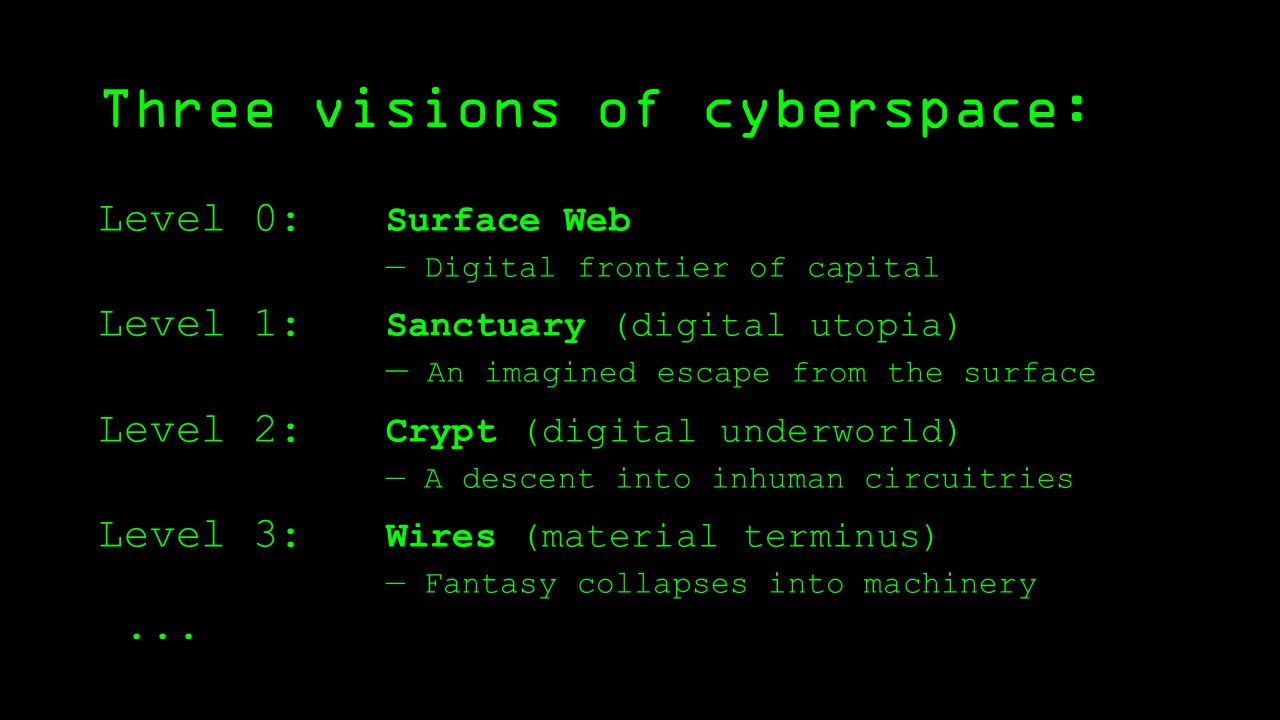 Three visions of cyberspace:
Level 0: Surface Web
— Digital frontier of capital
Level 1: Sanctuary (digital utopia)
— An imagined escape from the surface
Level 2: Crypt (digital underworld)
— A descent into inhuman circuitries
Level 3: Wires (material terminus)
— Fantasy collapses into machinery
...